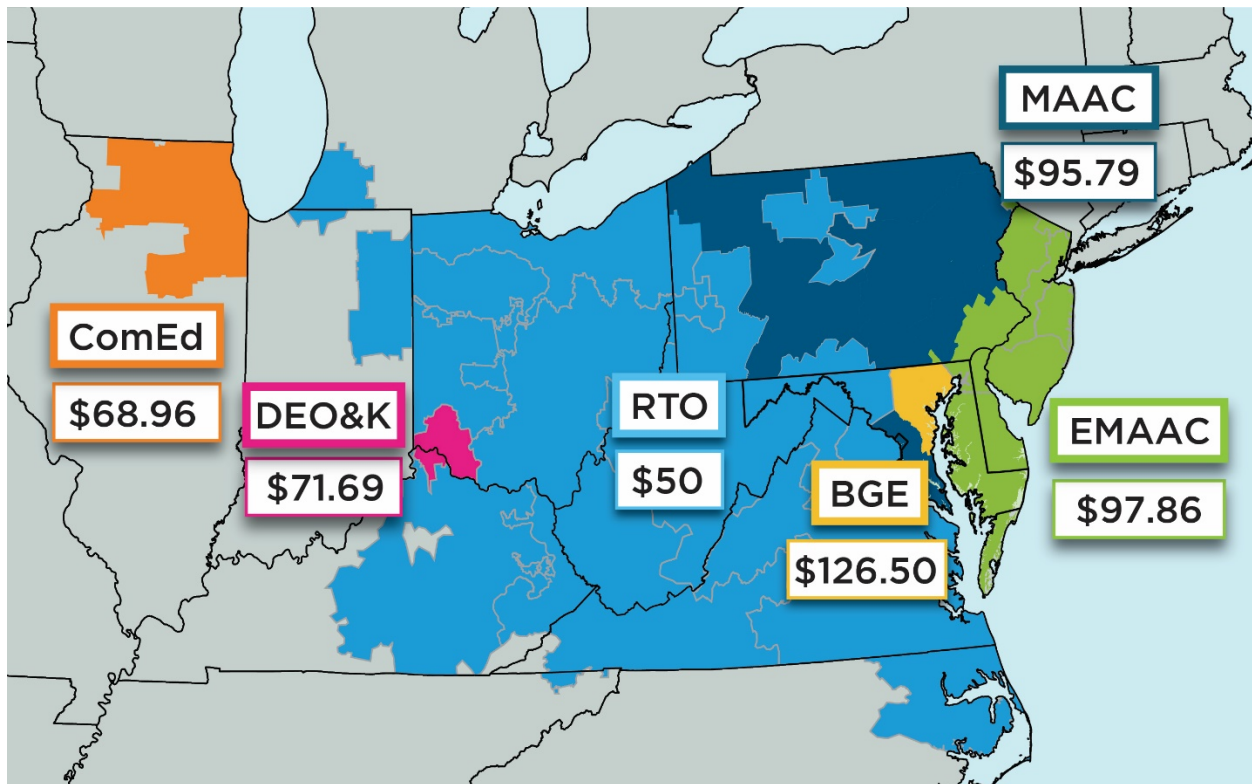 MAAC
$95.79
ComEd
$68.96
DEO&K
$71.69
RTO
$50
BGE
$126.50
EMAAC
$97.86